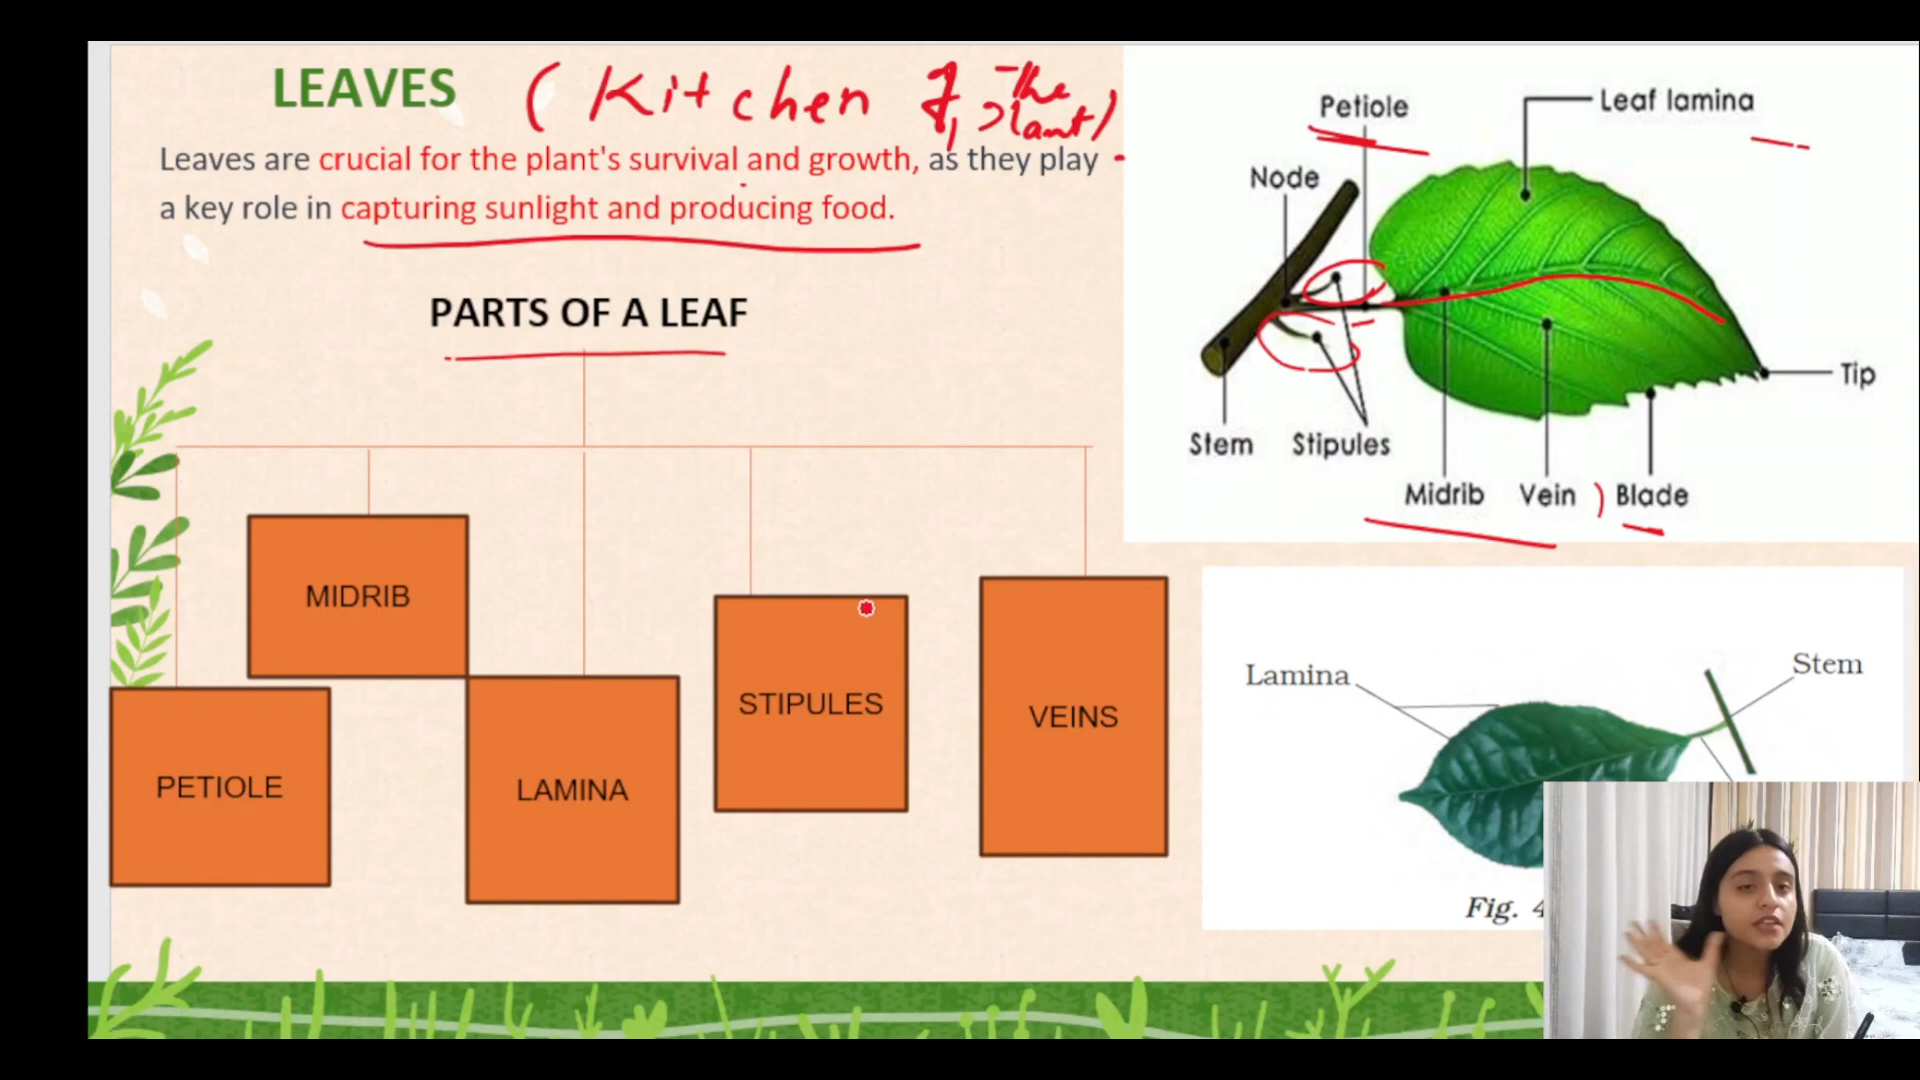 LEAVES ( Kitchen of the plant)
Leaves are crucial for the plant's survival and growth, as they play
a key role in capturing sunlight and producing food.
PARTS OF A LEAF
MIDRIB
PETIOLE
LAMINA
STIPULES
VEINS
Petiole
Leaf lamina
Node
Tip
Stem
Stipules
Midrib
Vein
Blade
Lamina
Stem
Fig. 4